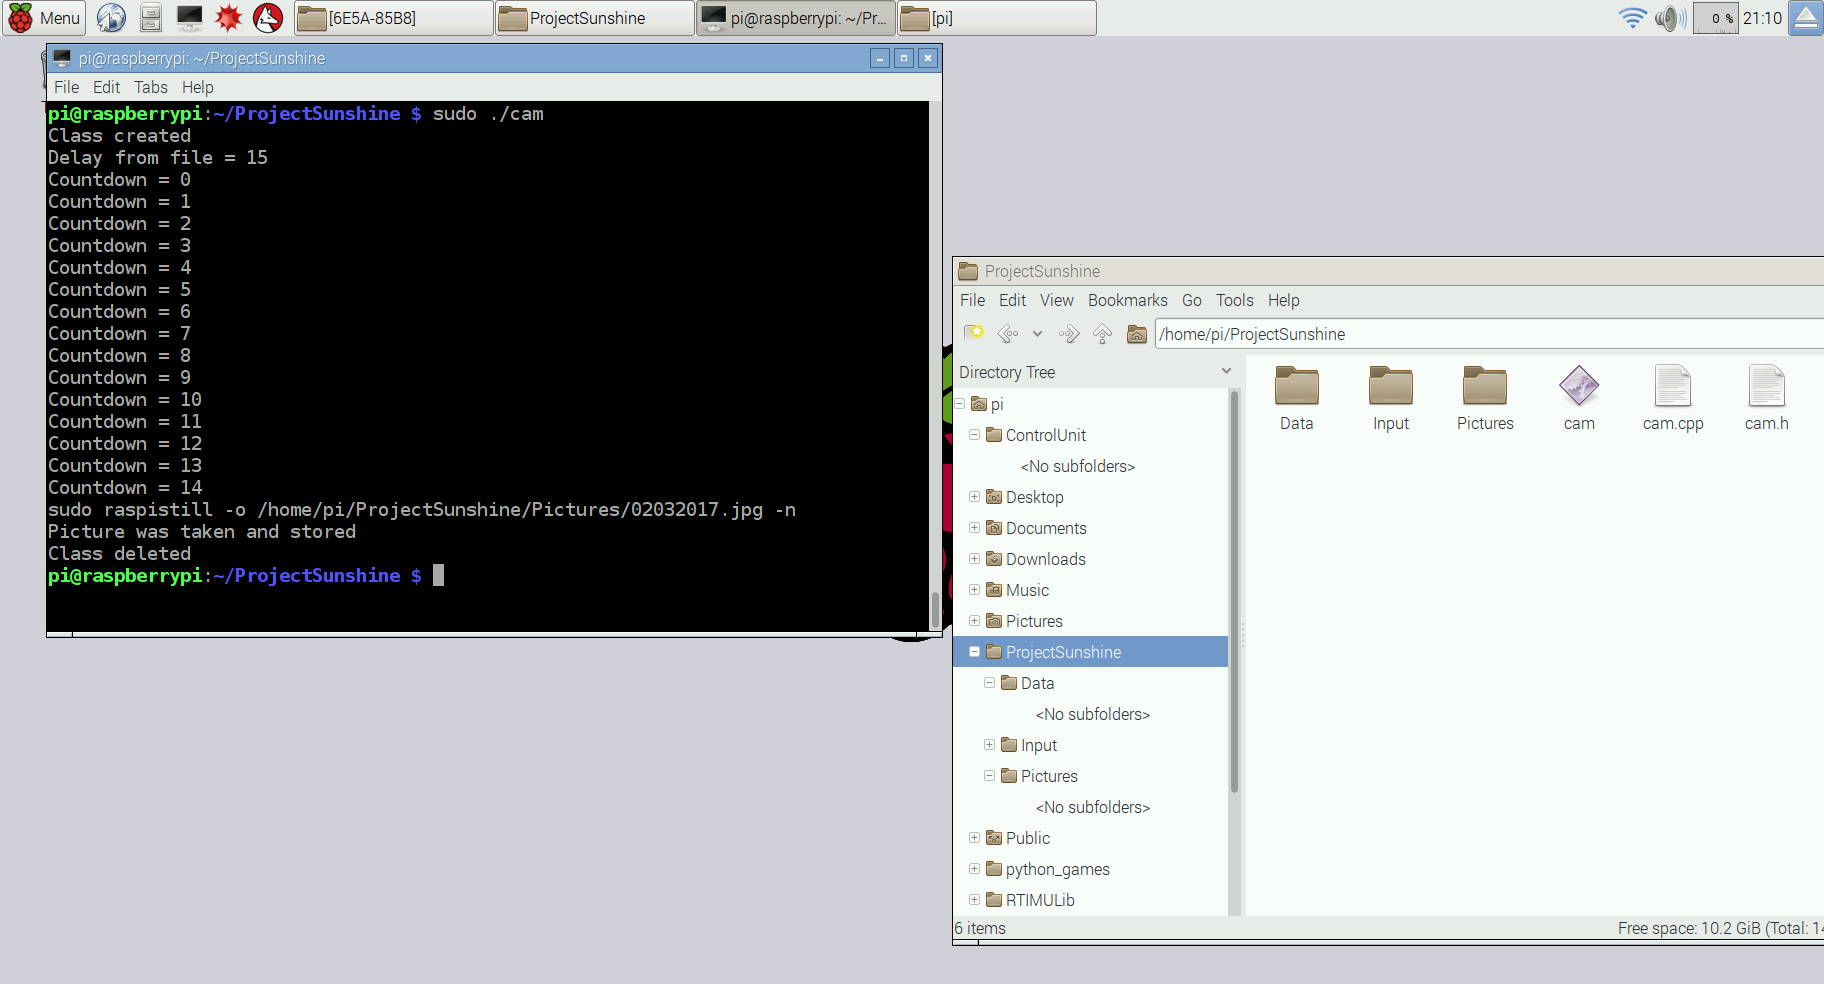 Menu
[6E5A-85B8]
ProjectSunshine
pi@raspberrypi: ~/Pr...
[pi]
0 %
21:10
pi@raspberrypi: ~/ProjectSunshine
File Edit Tabs Help
pi@raspberrypi:~/ProjectSunshine $ sudo ./cam
Class created
Delay from file = 15
Countdown = 0
Countdown = 1
Countdown = 2
Countdown = 3
Countdown = 4
Countdown = 5
Countdown = 6
Countdown = 7
Countdown = 8
Countdown = 9
Countdown = 10
Countdown = 11
Countdown = 12
Countdown = 13
Countdown = 14
sudo raspistill -o /home/pi/ProjectSunshine/Pictures/02032017.jpg -n
Picture was taken and stored
Class deleted
pi@raspberrypi:~/ProjectSunshine $
ProjectSunshine
File Edit View Bookmarks Go Tools Help
/home/pi/ProjectSunshine
Directory Tree
pi
ControlUnit
<No subfolders>
Desktop
Documents
Downloads
Music
Pictures
ProjectSunshine
Data
<No subfolders>
Input
Pictures
<No subfolders>
Public
python_games
RTIMULib
Data
Input
Pictures
cam
cam.cpp
cam.h
6 items
Free space: 10.2 GiB (Total: 14